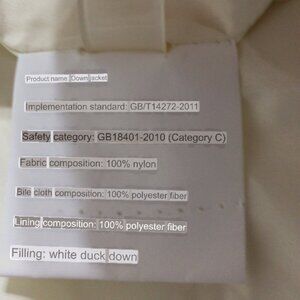 Product name: Down jacket
Implementation standard: GB/T14272-2011
Safety category: GB18401-2010 (Category C)
Fabric composition: 100% nylon
Bile cloth composition: 100% polyester fiber
Lining composition: 100% polyester fiber
Filling: white duck down